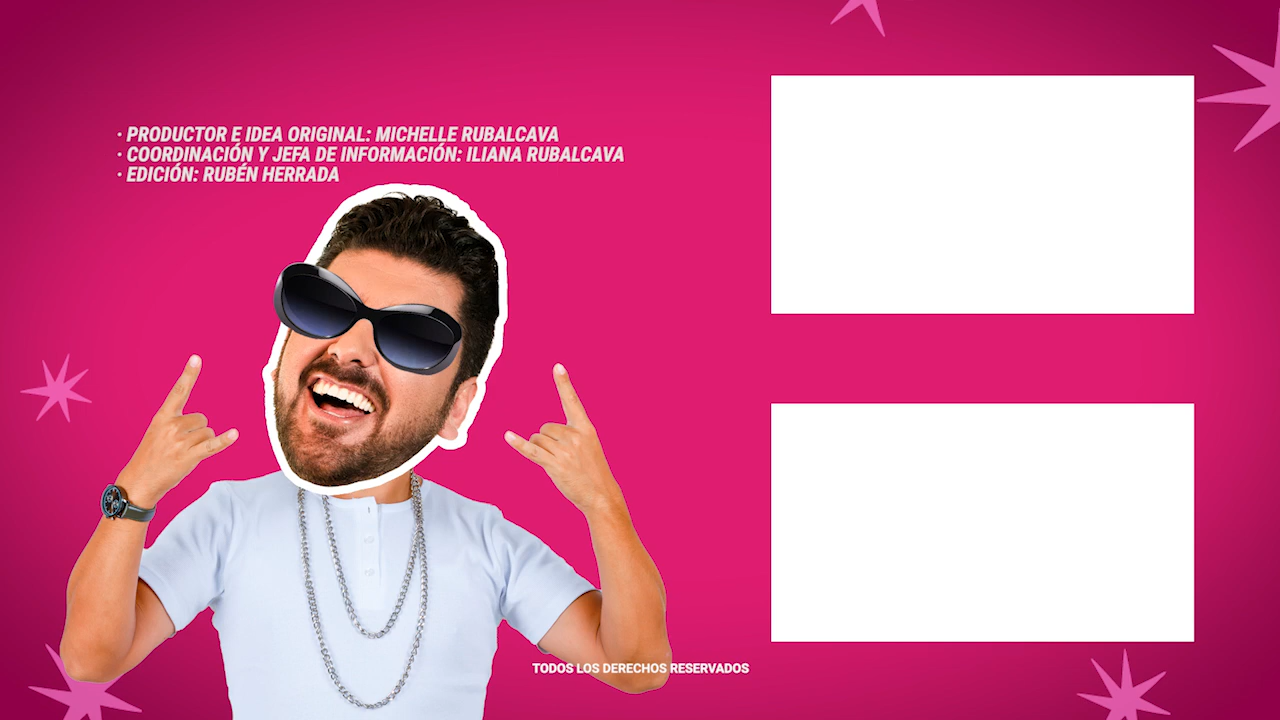 · PRODUCTOR E IDEA ORIGINAL: MICHELLE RUBALCAVA
· COORDINACIÓN Y JEFA DE INFORMACIÓN: ILIANA RUBALCAVA
· EDICIÓN: RUBÉN HERRADA
TODOS LOS DERECHOS RESERVADOS